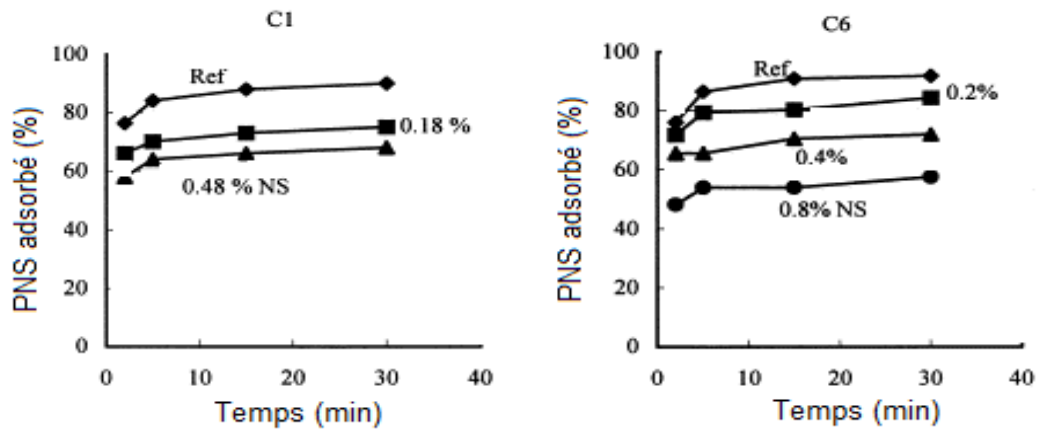 C1
100
80
60
40
20
0
PNS adsorbé (%)
Ref
0.18 %
0.48 % NS
0 10 20 30 40
Temps (min)
C6
100
80
60
40
20
0
PNS adsorbé (%)
Ref
0.2%
0.4%
0.8% NS
0 10 20 30 40
Temps (min)